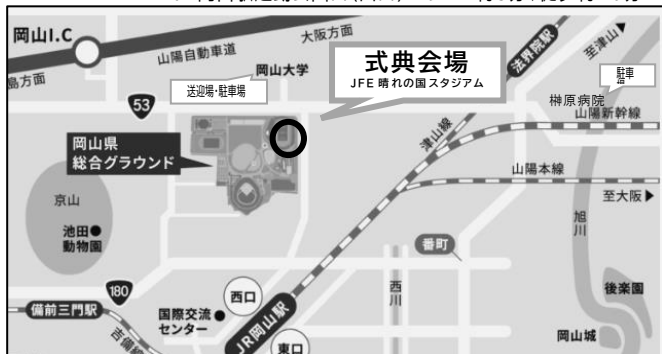 岡山I.C
大阪方面
島方面
山陽自動車道
岡山大学
式典会場
JFE 晴れの国スタジアム
法界院駅
至津山▶
駐車
送迎場・駐車場
53
榊原病院
山陽新幹線
岡山県
総合グラウンド
津山線
山陽本線
京山
至大阪▶
池田
動物園
旭川
番町
180
西口
備前三門駅
国際交流
センター
JR岡山駅
西川
後楽園
吉備線
東口
岡山城